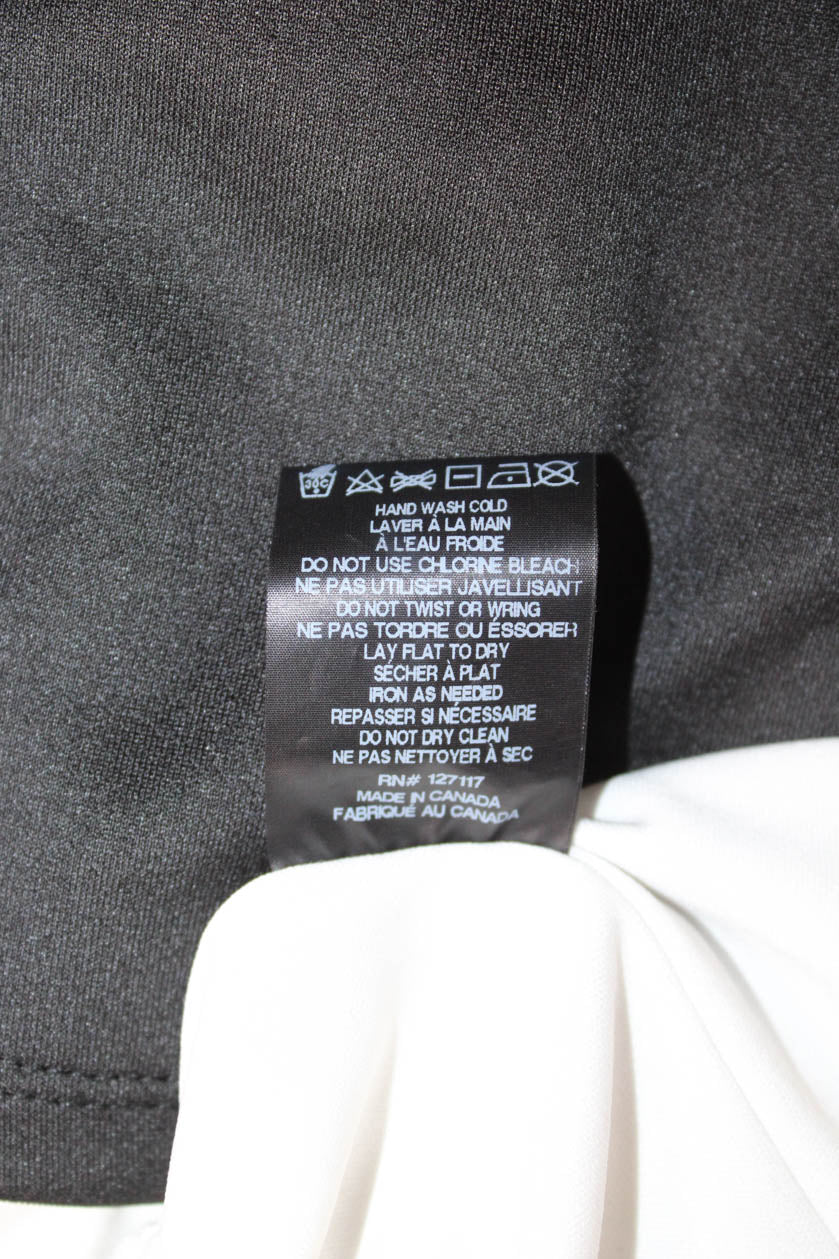 30C
HAND WASH COLD
LAVER À LA MAIN
À L'EAU FROIDE
DO NOT USE CHLORINE BLEACH
NE PAS UTILISER JAVELLISANT
DO NOT TWIST OR WRING
NE PAS TORDRE OU ÉSSORER
LAY FLAT TO DRY
SÉCHER À PLAT
IRON AS NEEDED
REPASSER SI NÉCESSAIRE
DO NOT DRY CLEAN
NE PAS NETTOYER À SEC
RN# 127117
MADE IN CANADA
FABRIQUÉ AU CANADA